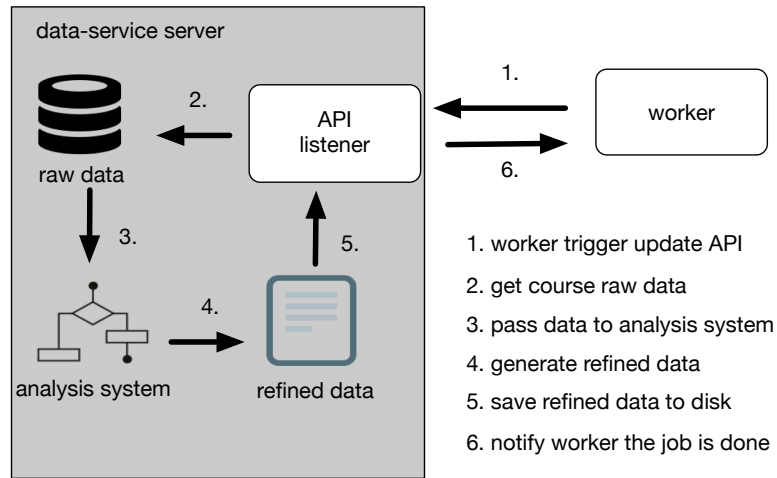 data-service server
1.
2.
API
listener
worker
raw data
6.
3.
5.
4.
analysis system
refined data
1. worker trigger update API
2. get course raw data
3. pass data to analysis system
4. generate refined data
5. save refined data to disk
6. notify worker the job is done